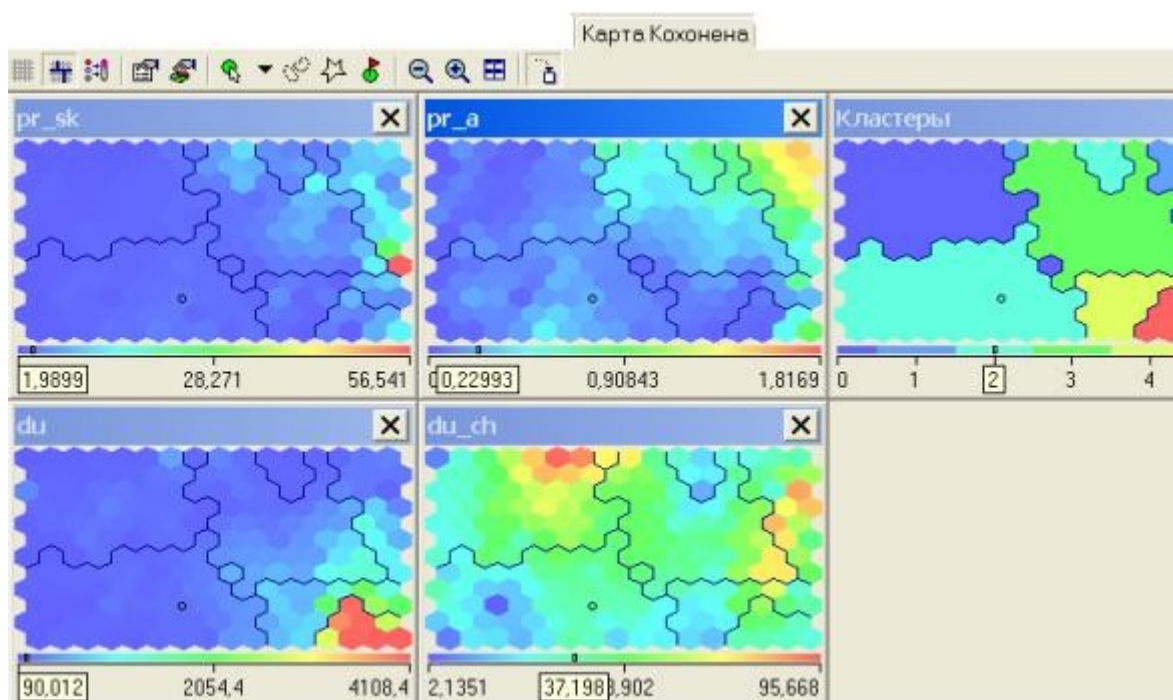 Карта Кохонена
pr_sk
pr_a
Кластеры
1,9899 28,271 56,541
0,22993 0,90843 1,8169
0 1 2 3 4
du
du_ch
90,012 2054,4 4108,4
2,1351 37,198 95,668